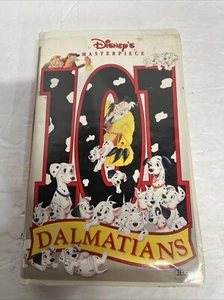 Disney's
MASTERPIECE
101
DALMATIANS